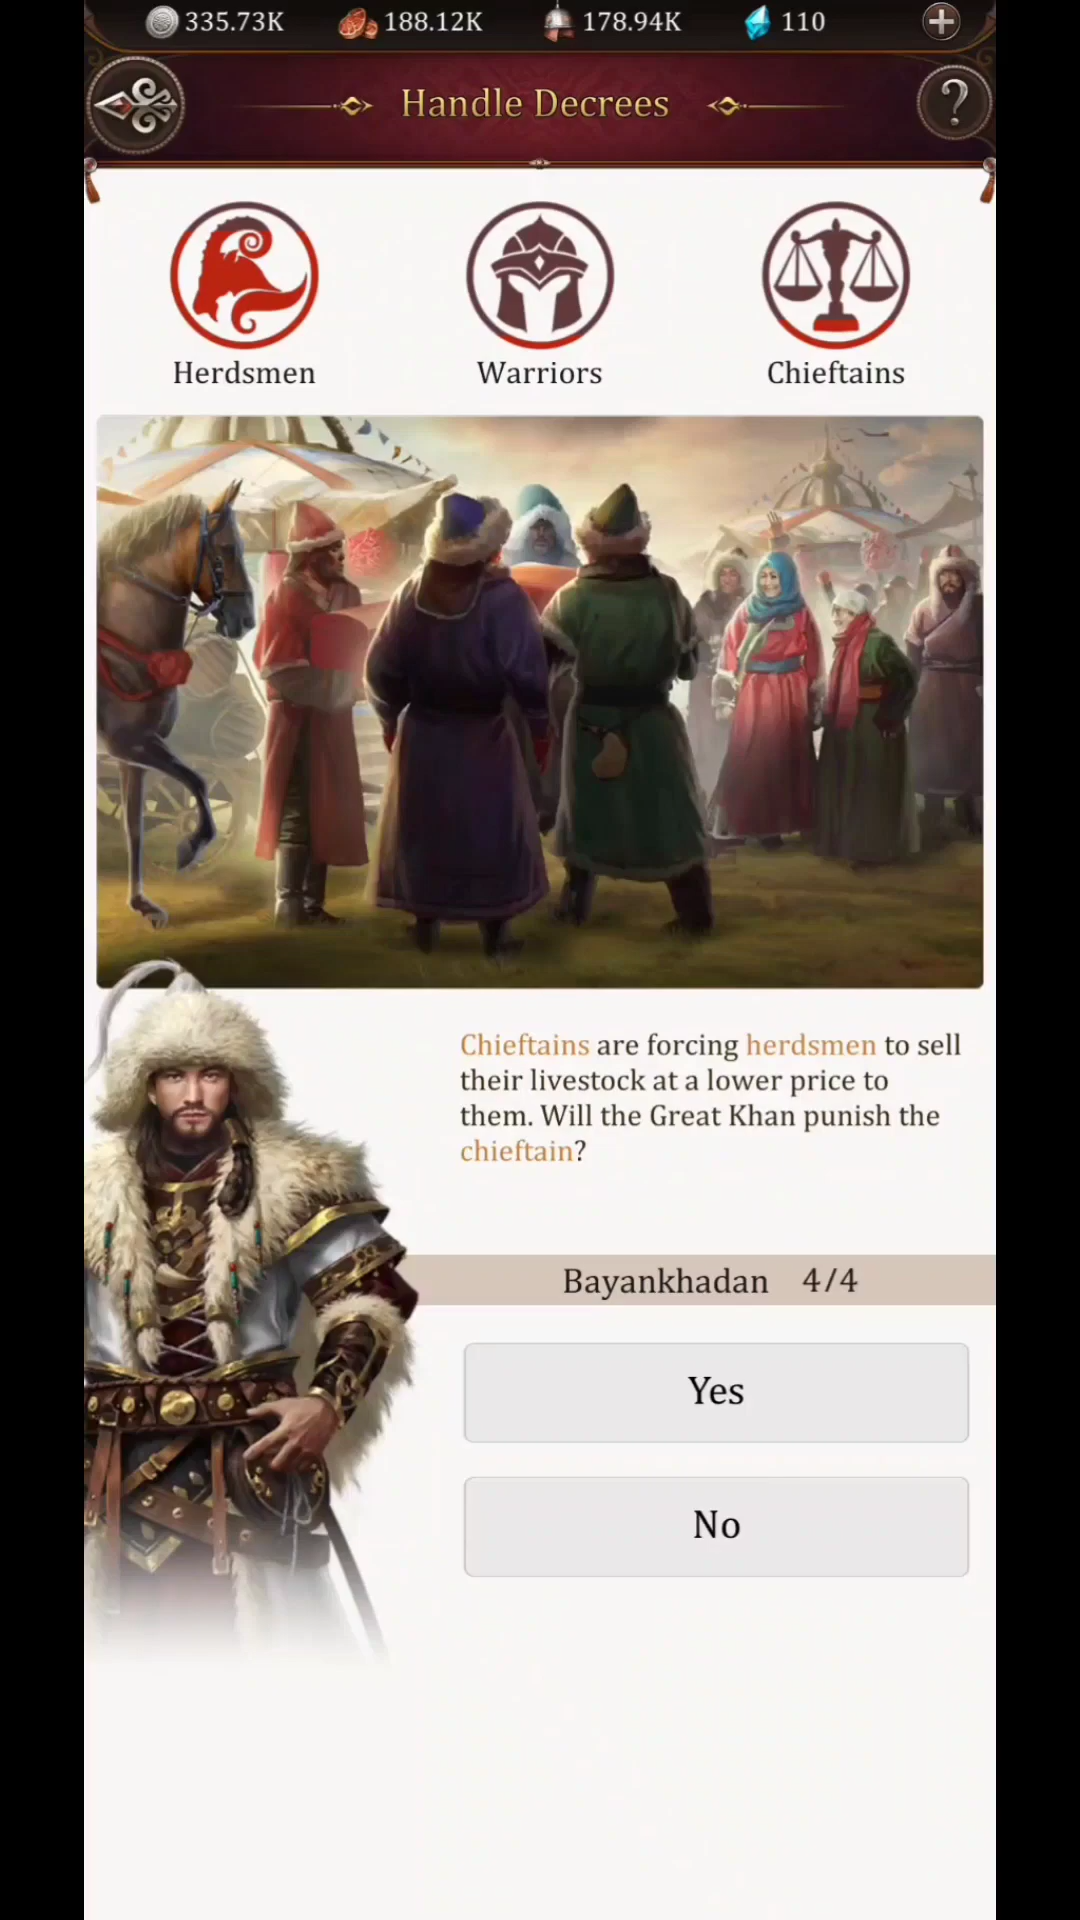 335.73K 188.12K 178.94K 110
Handle Decrees
?
Herdsmen Warriors Chieftains
Chieftains are forcing herdsmen to sell
their livestock at a lower price to
them. Will the Great Khan punish the
chieftain?
Bayankhadan 4/4
Yes
No